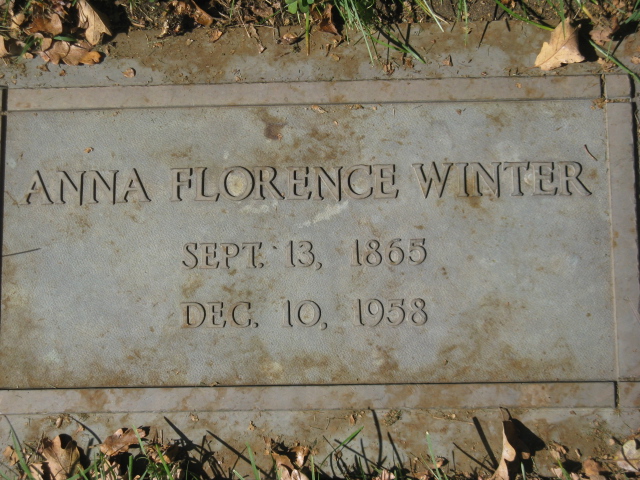 ANNA FLORENCE WINTER
SEPT. 13, 1865
DEC. 10, 1958